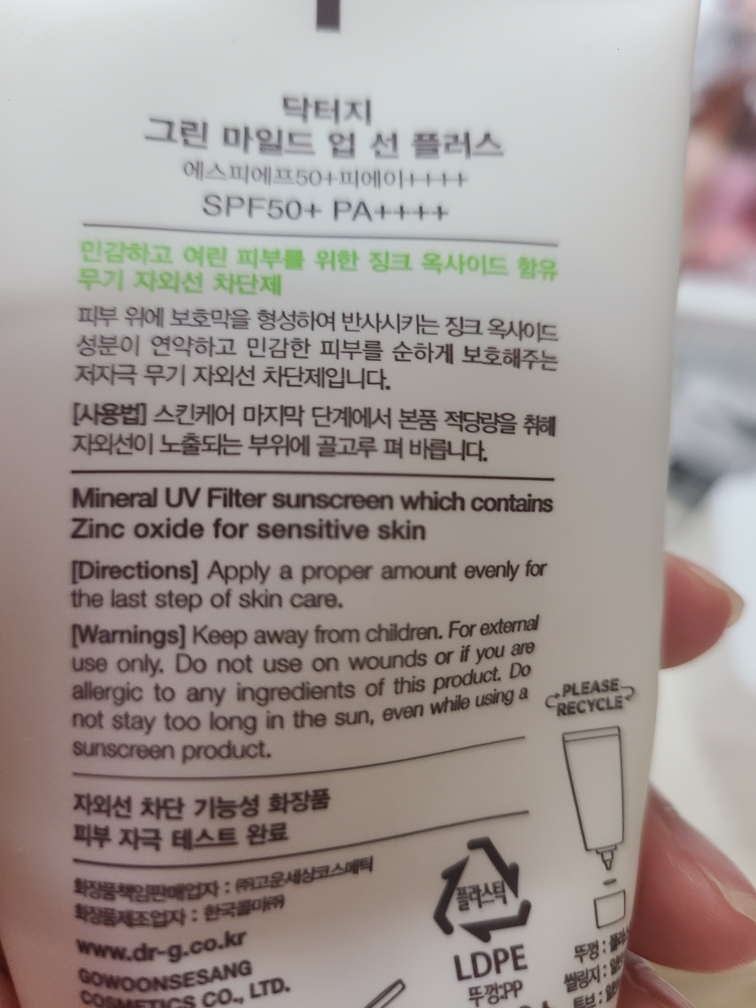 닥터지
그린 마일드 업 선 플러스
에스피에프50+피에이++++
SPF50+ PA++++
민감하고 여린 피부를 위한 징크 옥사이드 함유
무기 자외선 차단제
피부 위에 보호막을 형성하여 반사시키는 징크 옥사이드
성분이 연약하고 민감한 피부를 순하게 보호해주는
저자극 무기 자외선 차단제입니다.
[사용법] 스킨케어 마지막 단계에서 본품 적당량을 취해
자외선이 노출되는 부위에 골고루 펴 바릅니다.
Mineral UV Filter sunscreen which contains
Zinc oxide for sensitive skin
[Directions] Apply a proper amount evenly for
the last step of skin care.
[Warnings] Keep away from children. For external
use only. Do not use on wounds or if you are
allergic to any ingredients of this product. Do
not stay too long in the sun, even while using a
sunscreen product.
PLEASE
RECYCLE
자외선 차단 기능성 화장품
피부 자극 테스트 완료
화장품책임판매업자 : ㈜고운세상코스메틱
화장품제조업자 : 한국콜마㈜
www.dr-g.co.kr
GOWOONSESANG
COSMETICS CO., LTD.
플라스틱
LDPE
뚜껑:PP
뚜껑 :
씰링지 :
튜브 :